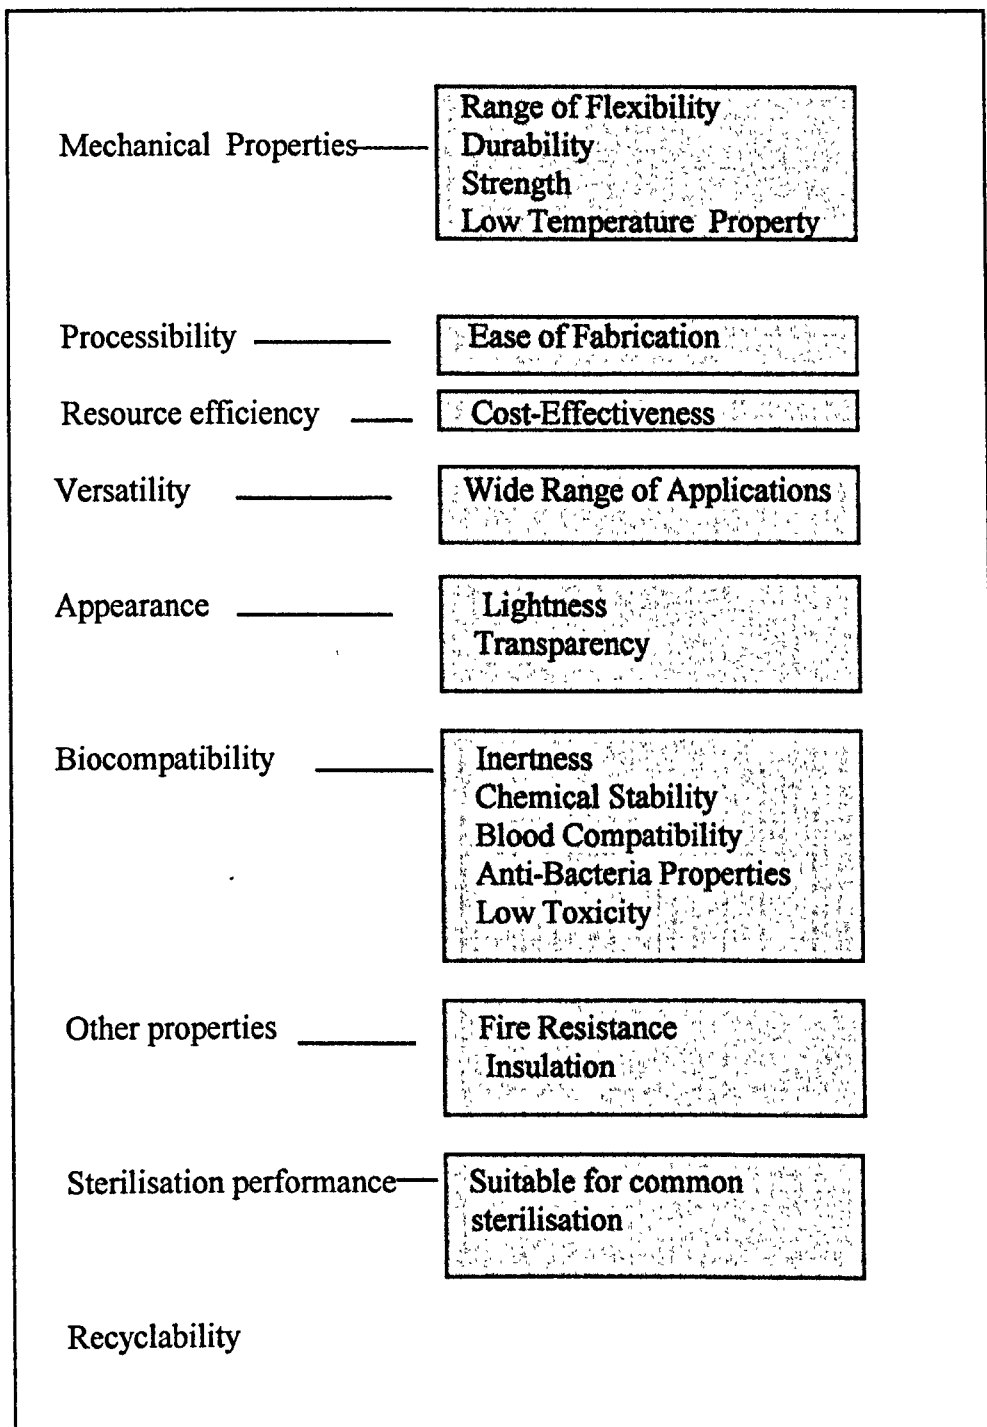 Mechanical Properties
Range of Flexibility
Durability
Strength
Low Temperature Property
Processibility
Ease of Fabrication
Resource efficiency
Cost-Effectiveness
Versatility
Wide Range of Applications
Appearance
Lightness
Transparency
Biocompatibility
Inertness
Chemical Stability
Blood Compatibility
Anti-Bacteria Properties
Low Toxicity
Other properties
Fire Resistance
Insulation
Sterilisation performance
Suitable for common
sterilisation
Recyclability